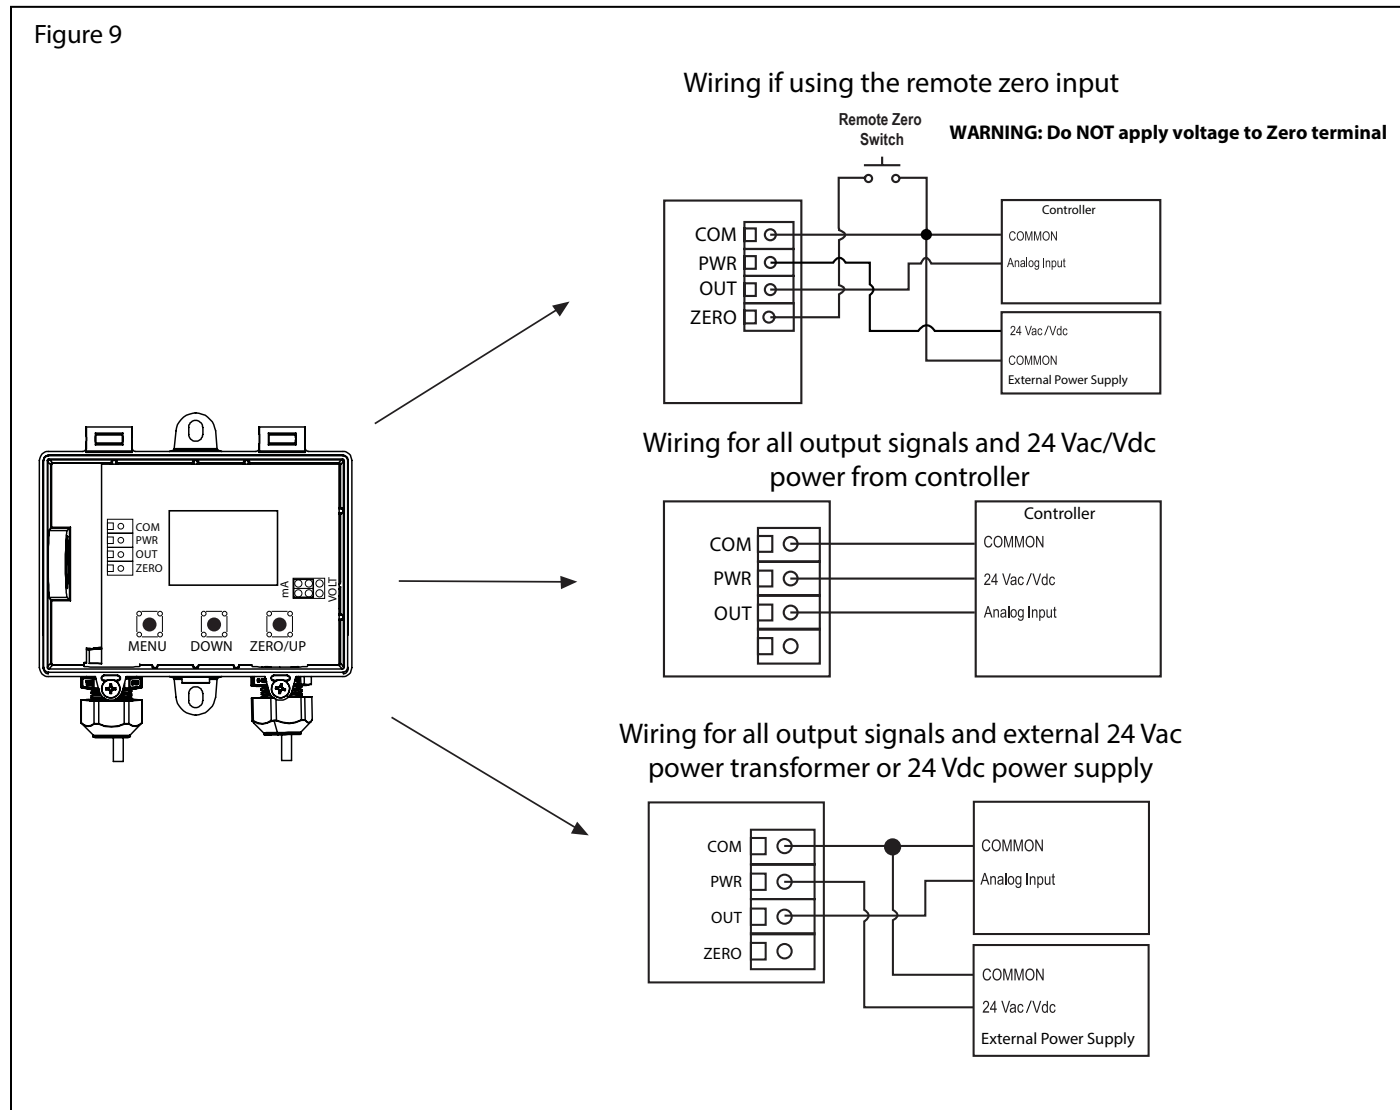 Figure 9
Wiring if using the remote zero input
Remote Zero
Switch
WARNING: Do NOT apply voltage to Zero terminal
COM
PWR
OUT
ZERO
Controller
COMMON
Analog Input
24 Vac/Vdc
COMMON
External Power Supply
Wiring for all output signals and 24 Vac/Vdc
power from controller
COM
PWR
OUT
Controller
COMMON
24 Vac/Vdc
Analog Input
COM
PWR
OUT
ZERO
mA
VOLT
MENU
DOWN
ZERO/UP
Wiring for all output signals and external 24 Vac
power transformer or 24 Vdc power supply
COM
PWR
OUT
ZERO
COMMON
Analog Input
COMMON
24 Vac/Vdc
External Power Supply